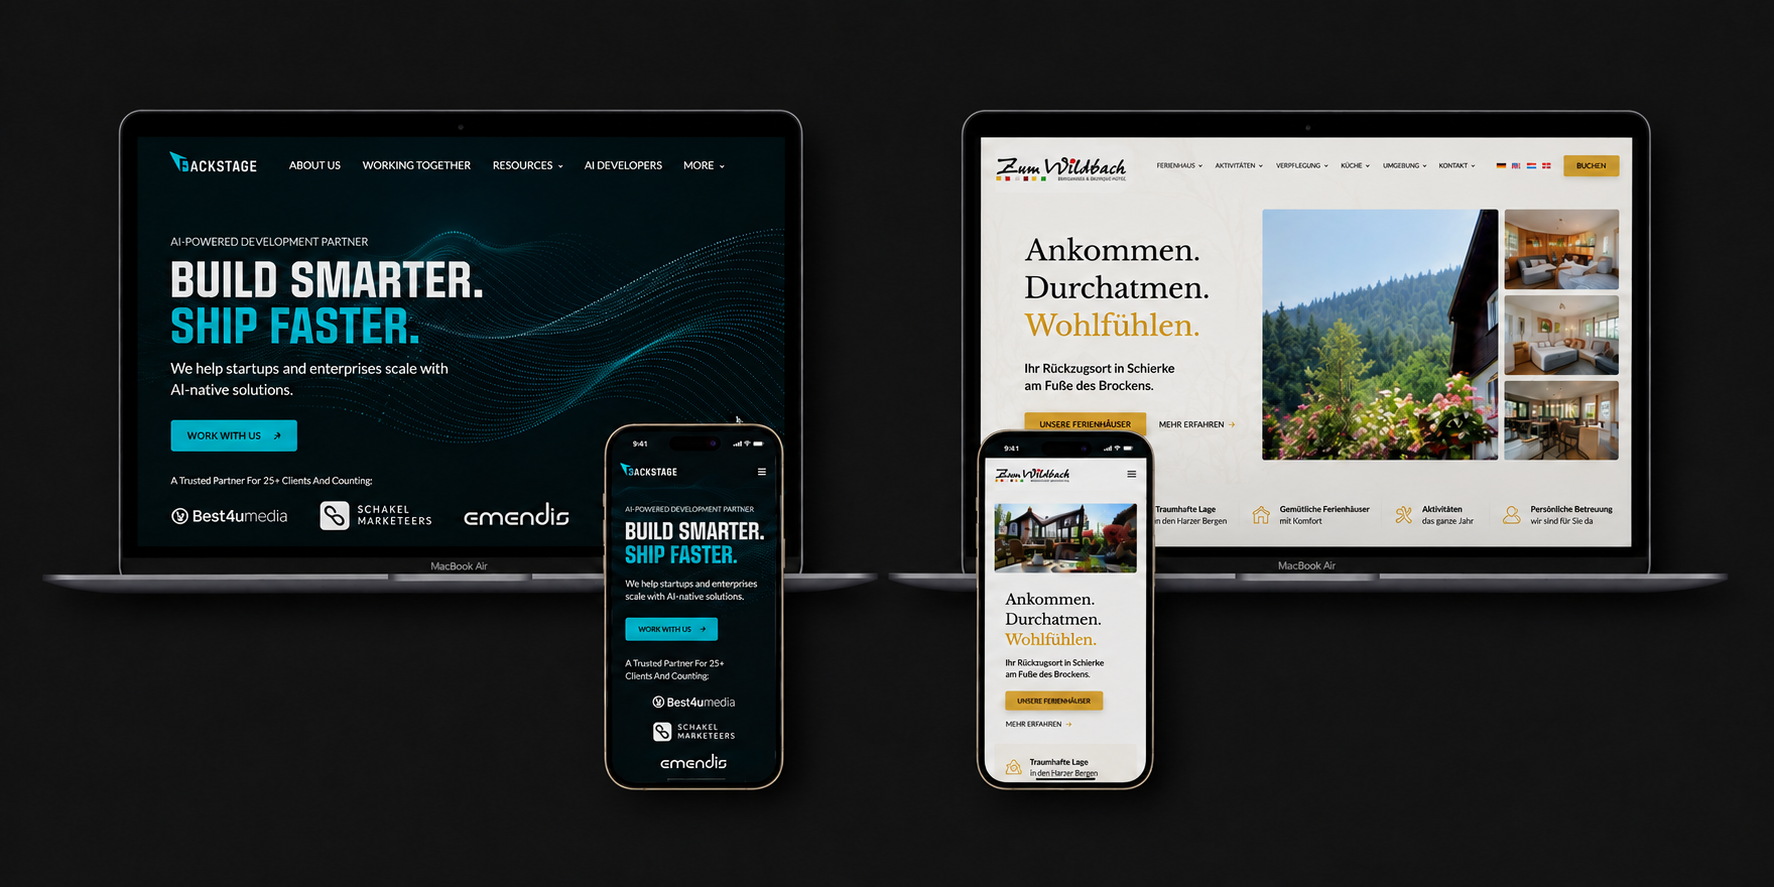 BACKSTAGE
ABOUT US
WORKING TOGETHER
RESOURCES
AI DEVELOPERS
MORE
AI-POWERED DEVELOPMENT PARTNER
BUILD SMARTER.
SHIP FASTER.
We help startups and enterprises scale with
AI-native solutions.
WORK WITH US
A Trusted Partner For 25+ Clients And Counting:
Best4umedia
SCHAKEL
MARKETEERS
emendis
MacBook Air
9:41
BACKSTAGE
AI-POWERED DEVELOPMENT PARTNER
BUILD SMARTER.
SHIP FASTER.
We help startups and enterprises
scale with AI-native solutions.
WORK WITH US
A Trusted Partner For 25+
Clients And Counting:
Best4umedia
SCHAKEL
MARKETEERS
emendis
Zum Wildbach
FERIENHAUS
AKTIVITÄTEN
VERPFLEGUNG
KÜCHE
UMGEBUNG
KONTAKT
BUCHEN
Ankommen.
Durchatmen.
Wohlfühlen.
Ihr Rückzugsort in Schierke
am Fuße des Brockens.
UNSERE FERIENHÄUSER
MEHR ERFAHREN
Traumhafte Lage
in den Harzer Bergen
Gemütliche Ferienhäuser
mit Komfort
Aktivitäten
das ganze Jahr
Persönliche Betreuung
wir sind für Sie da
MacBook Air
9:41
Zum Wildbach
Ankommen.
Durchatmen.
Wohlfühlen.
Ihr Rückzugsort in Schierke
am Fuße des Brockens.
UNSERE FERIENHÄUSER
MEHR ERFAHREN
Traumhafte Lage
in den Harzer Bergen